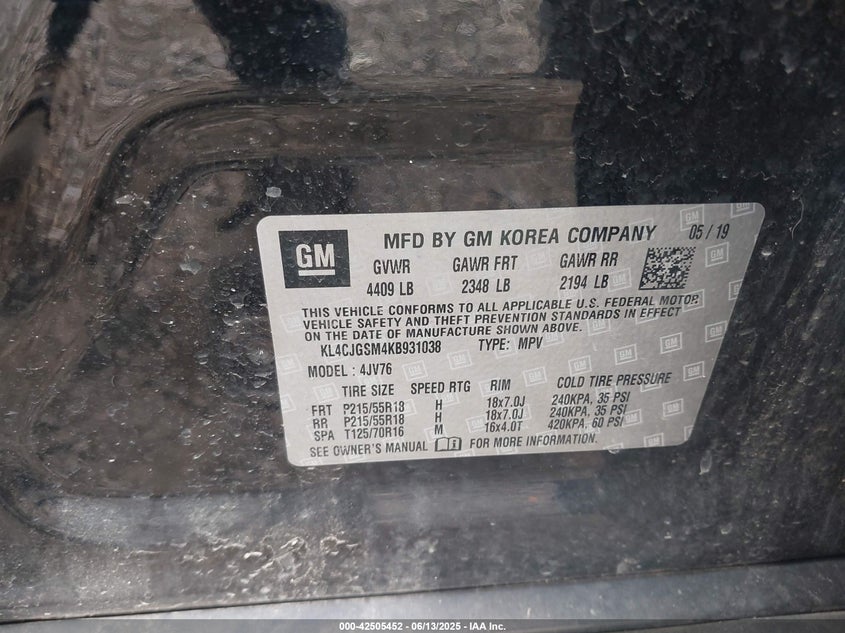 GM
MFD BY GM KOREA COMPANY 05 / 19
GVWR GAWR FRT GAWR RR
4409 LB 2348 LB 2194 LB
THIS VEHICLE CONFORMS TO ALL APPLICABLE U.S. FEDERAL MOTOR
VEHICLE SAFETY AND THEFT PREVENTION STANDARDS IN EFFECT
ON THE DATE OF MANUFACTURE SHOWN ABOVE.
KL4CJGSM4KB931038 TYPE: MPV
MODEL : 4JV76
TIRE SIZE SPEED RTG RIM COLD TIRE PRESSURE
FRT P215/55R18 H 18x7.0J 240KPA, 35 PSI
RR P215/55R18 H 18x7.0J 240KPA, 35 PSI
SPA T125/70R16 M 16x4.0T 420KPA, 60 PSI
SEE OWNER'S MANUAL FOR MORE INFORMATION.
000-42505452 - 06/13/2025 - IAA Inc.